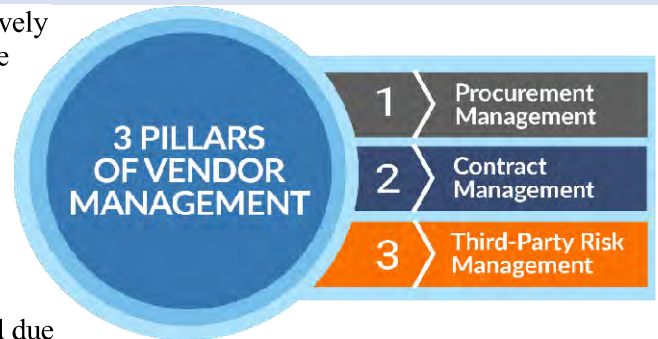 vely
e
3 PILLARS
OF VENDOR
MANAGEMENT
1
Procurement
Management
2
Contract
Management
3
Third-Party Risk
Management
l due